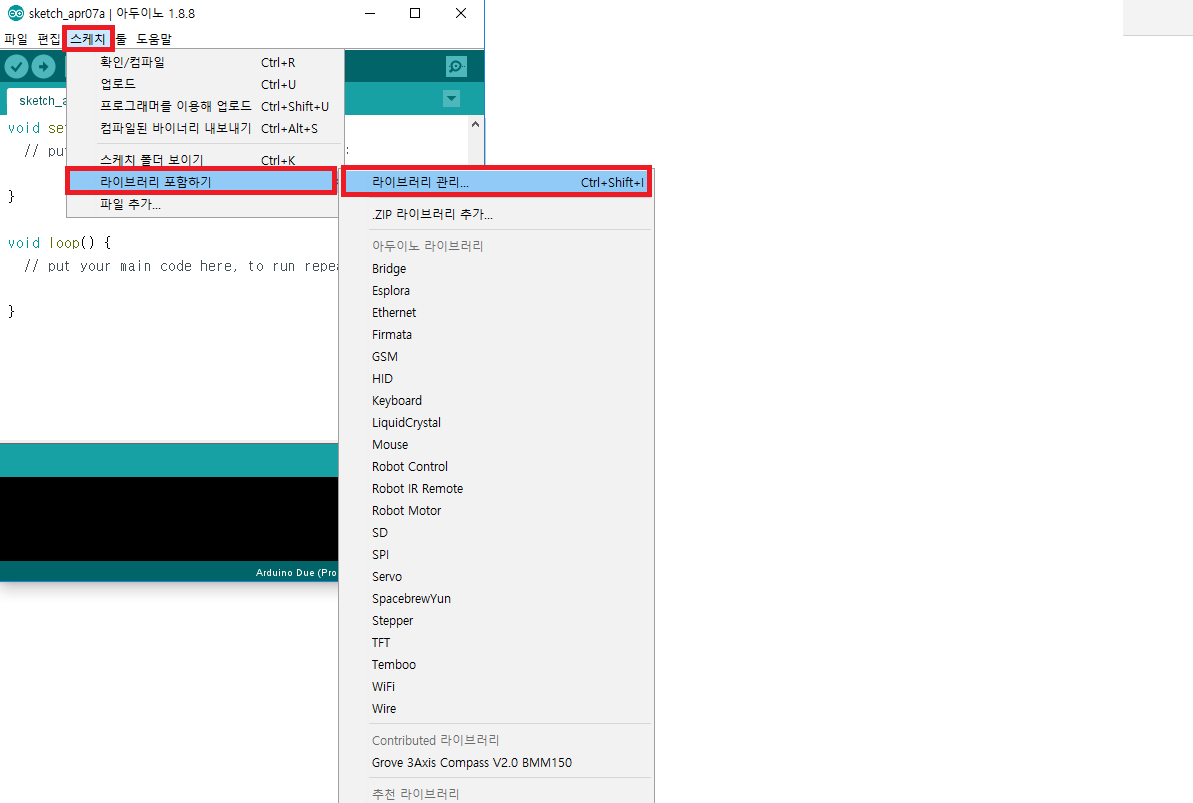 sketch_apr07a | 아두이노 1.8.8
파일 편집 스케치 툴 도움말
확인/컴파일 Ctrl+R
업로드 Ctrl+U
프로그래머를 이용해 업로드 Ctrl+Shift+U
컴파일된 바이너리 내보내기 Ctrl+Alt+S
스케치 폴더 보이기 Ctrl+K
라이브러리 포함하기
파일 추가...
sketch_a
void se
// pu
}
void loop() {
// put your main code here, to run repea
}
Arduino Due (Pro
라이브러리 관리... Ctrl+Shift+I
.ZIP 라이브러리 추가...
아두이노 라이브러리
Bridge
Esplora
Ethernet
Firmata
GSM
HID
Keyboard
LiquidCrystal
Mouse
Robot Control
Robot IR Remote
Robot Motor
SD
SPI
Servo
SpacebrewYun
Stepper
TFT
Temboo
WiFi
Wire
Contributed 라이브러리
Grove 3Axis Compass V2.0 BMM150
추천 라이브러리